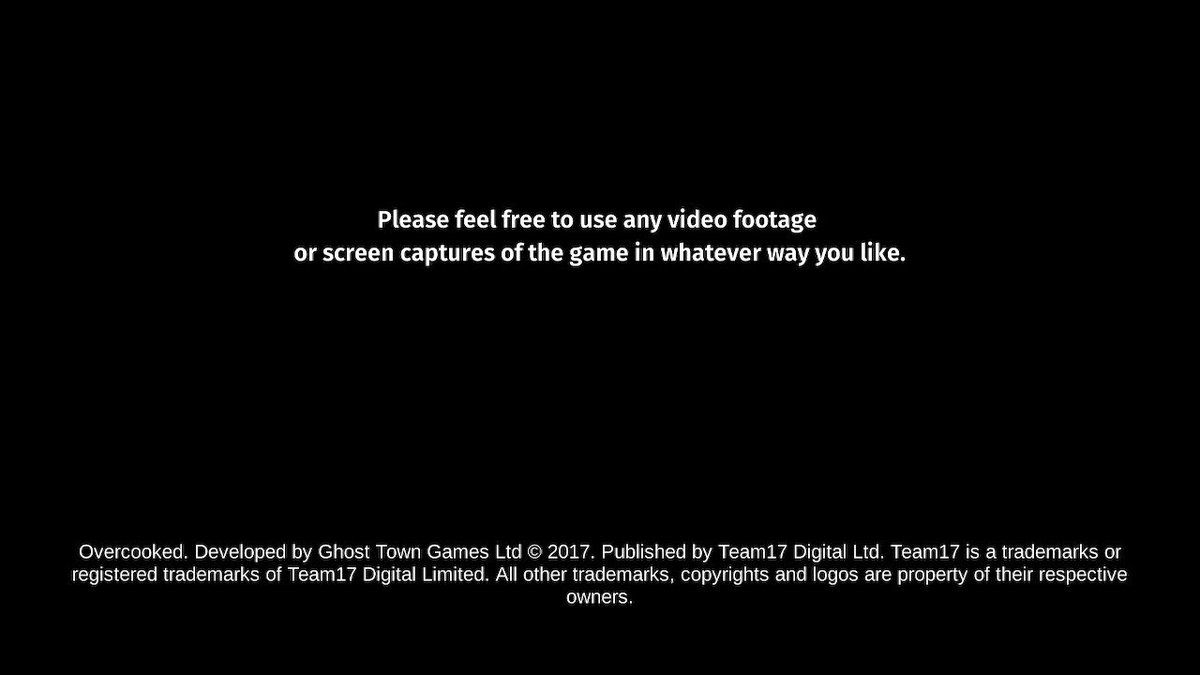 Please feel free to use any video footage
or screen captures of the game in whatever way you like.
Overcooked. Developed by Ghost Town Games Ltd © 2017. Published by Team17 Digital Ltd. Team17 is a trademarks or
registered trademarks of Team17 Digital Limited. All other trademarks, copyrights and logos are property of their respective
owners.